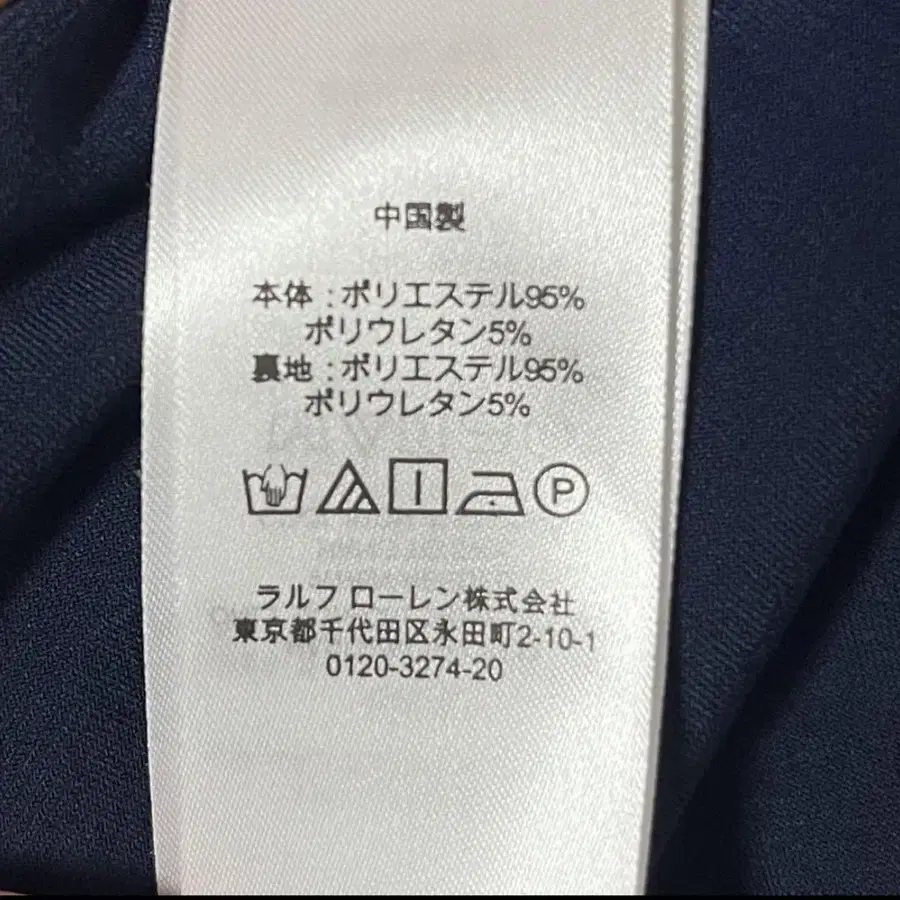 中国製
本体:ポリエステル95%
ポリウレタン5%
裏地:ポリエステル95%
ポリウレタン5%
P
ラルフ ローレン株式会社
東京都千代田区永田町2-10-1
0120-3274-20